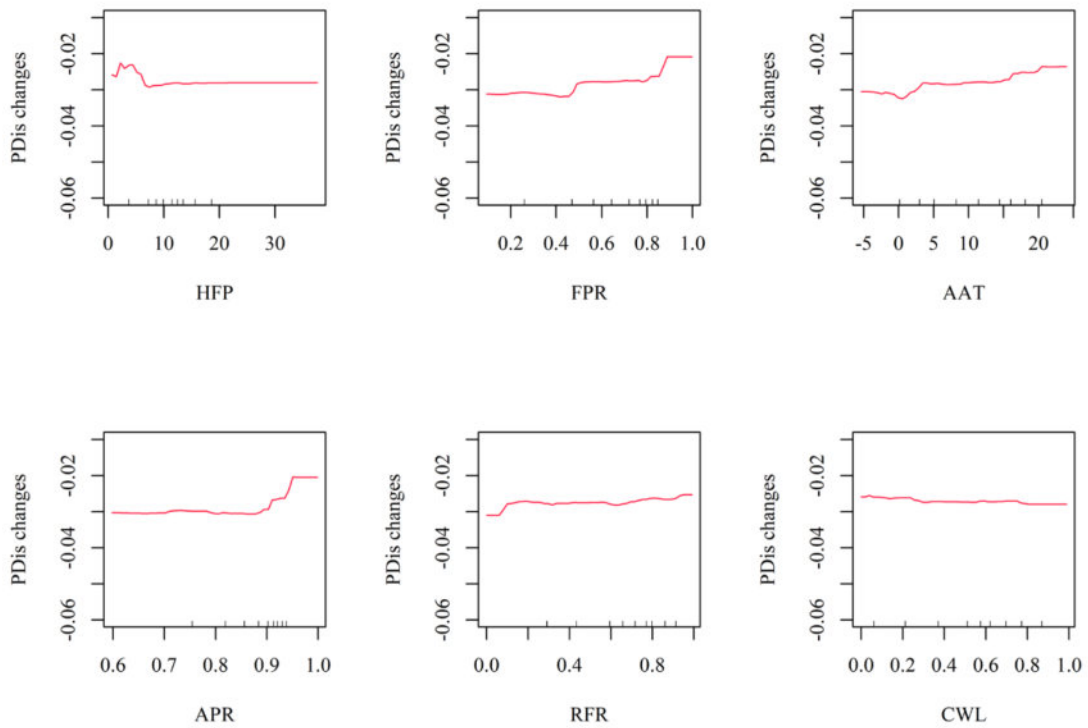 PDis changes
-0.06 -0.04 -0.02
0 10 20 30
HFP
PDis changes
-0.06 -0.04 -0.02
0.2 0.4 0.6 0.8 1.0
FPR
PDis changes
-0.06 -0.04 -0.02
-5 0 5 10 20
AAT
PDis changes
-0.06 -0.04 -0.02
0.6 0.7 0.8 0.9 1.0
APR
PDis changes
-0.06 -0.04 -0.02
0.0 0.4 0.8
RFR
PDis changes
-0.06 -0.04 -0.02
0.0 0.2 0.4 0.6 0.8 1.0
CWL